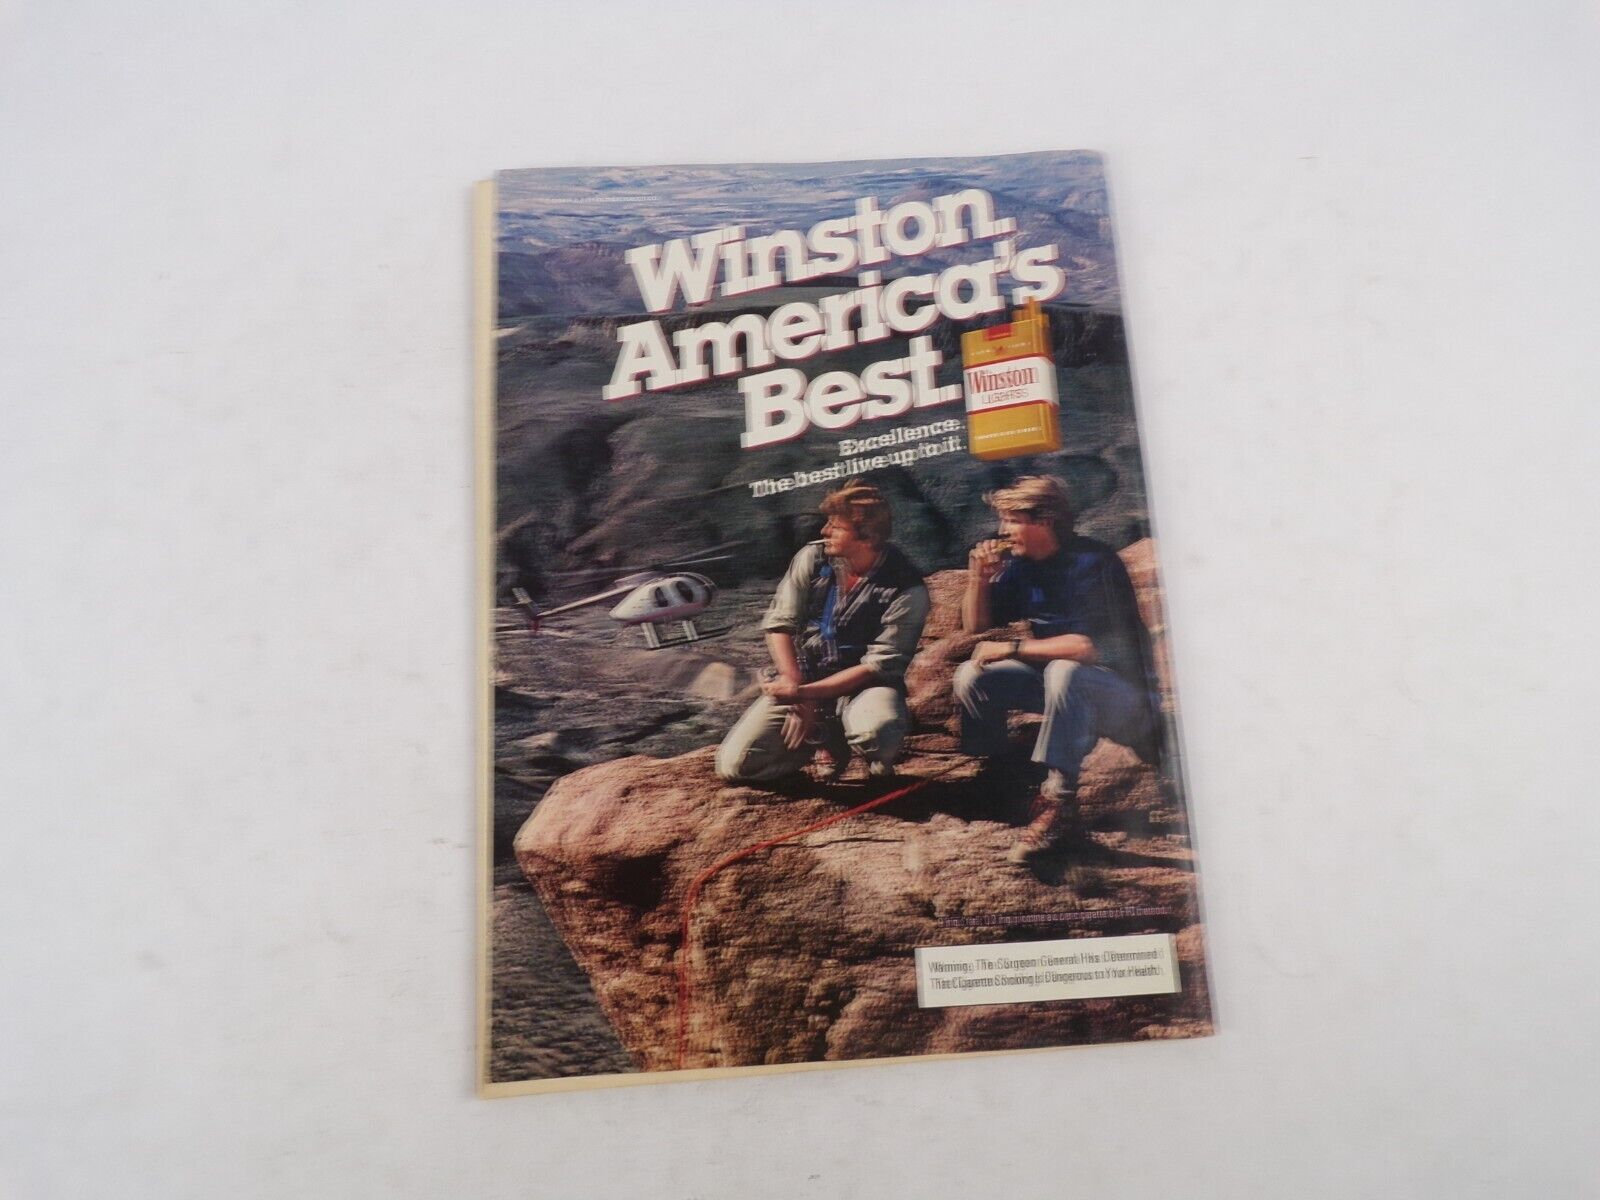 Winston.
America's
Best.
Excellence.
The best live up to it.
Winston
LIGHTS
Warning: The Surgeon General Has Determined
That Cigarette Smoking Is Dangerous to Your Health.